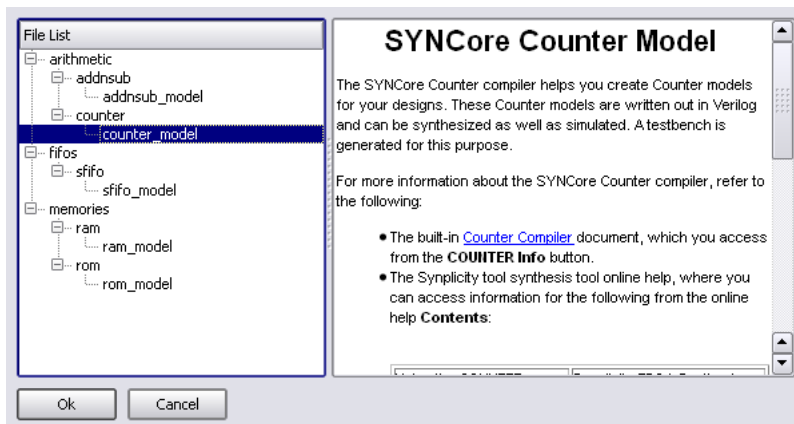 File List
arithmetic
addnsub
addnsub_model
counter
counter_model
fifos
sfifo
sfifo_model
memories
ram
ram_model
rom
rom_model
SYNCore Counter Model
The SYNCore Counter compiler helps you create Counter models
for your designs. These Counter models are written out in Verilog
and can be synthesized as well as simulated. A testbench is
generated for this purpose.
For more information about the SYNCore Counter compiler, refer to
the following:
● The built-in Counter Compiler document, which you access
from the COUNTER Info button.
● The Synplicity tool synthesis tool online help, where you
can access information for the following from the online
help Contents:
Ok
Cancel